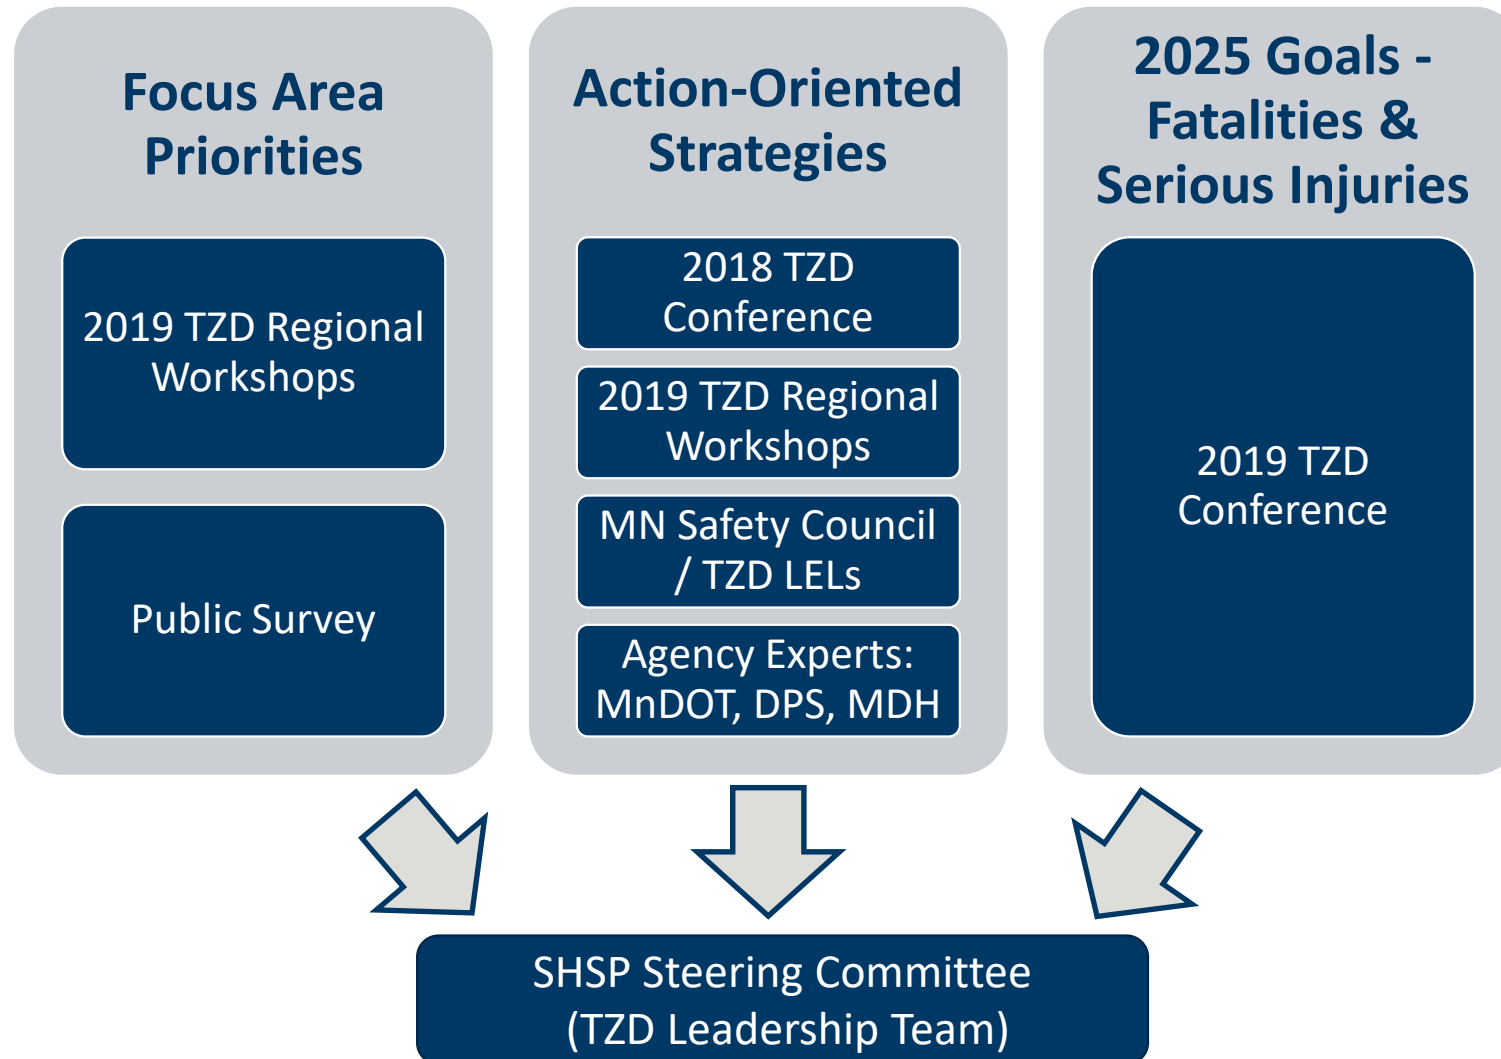 Focus Area
Priorities
2019 TZD Regional
Workshops
Public Survey
Action-Oriented
Strategies
2018 TZD
Conference
2019 TZD Regional
Workshops
MN Safety Council
/ TZD LELs
Agency Experts:
MnDOT, DPS, MDH
2025 Goals -
Fatalities &
Serious Injuries
2019 TZD
Conference
SHSP Steering Committee
(TZD Leadership Team)